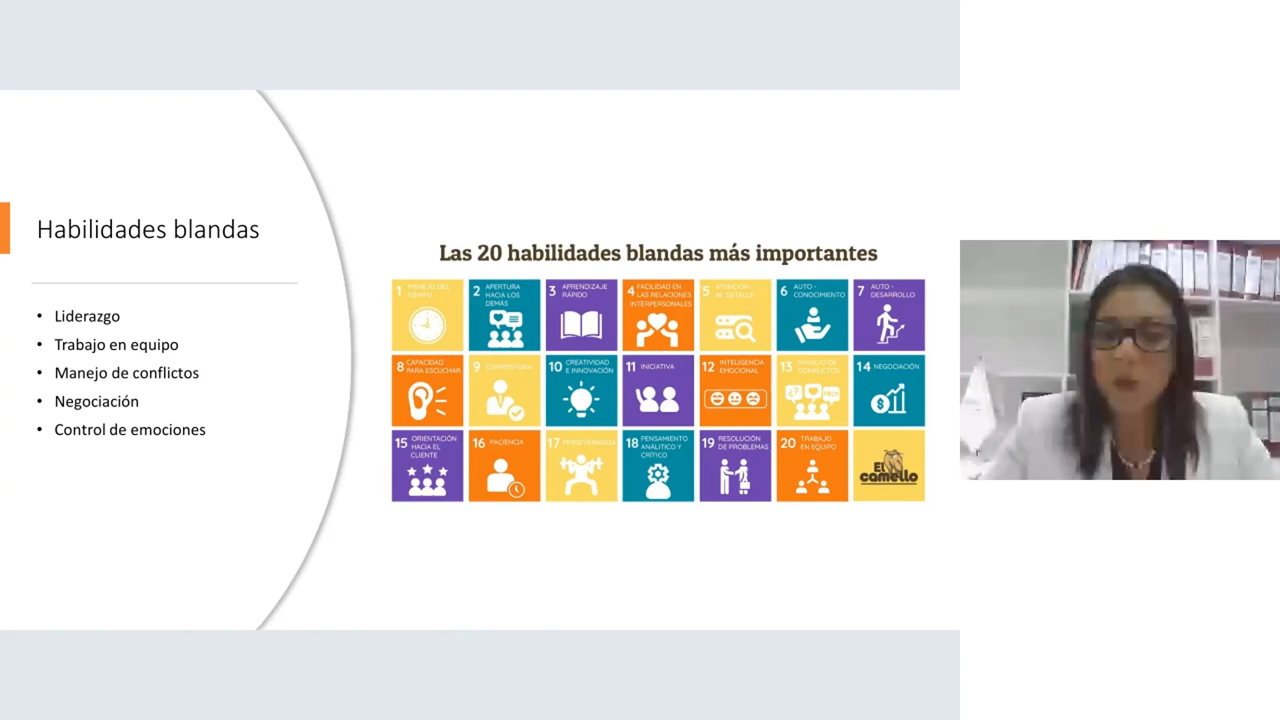 Habilidades blandas
• Liderazgo
• Trabajo en equipo
• Manejo de conflictos
• Negociación
• Control de emociones
Las 20 habilidades blandas más importantes
1 MANEJO DEL
TIEMPO
2 APERTURA
HACIA LOS
DEMÁS
3 APRENDIZAJE
RÁPIDO
4 FACILIDAD EN
LAS RELACIONES
INTERPERSONALES
5 ATENCIÓN
AL DETALLE
6 AUTO-
CONOCIMIENTO
7 AUTO-
DESARROLLO
8 CAPACIDAD
PARA ESCUCHAR
9 COMPOSTURA
10 CREATIVIDAD
E INNOVACIÓN
11 INICIATIVA
12 INTELIGENCIA
EMOCIONAL
13 MANEJO DE
CONFLICTOS
14 NEGOCIACIÓN
15 ORIENTACIÓN
HACIA EL
CLIENTE
16 PACIENCIA
17 PERSEVERANCIA
18 PENSAMIENTO
ANALÍTICO Y
CRÍTICO
19 RESOLUCIÓN
DE PROBLEMAS
20 TRABAJO
EN EQUIPO
EL
camello